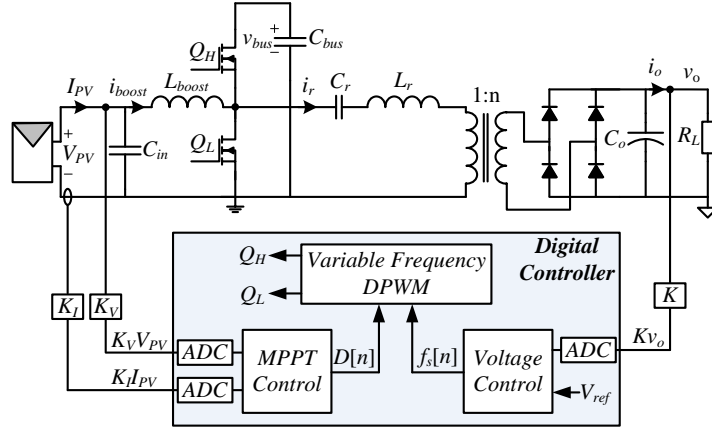 Q_H
v_bus
+
−
C_bus
I_PV
i_boost
L_boost
i_r
C_r
L_r
1:n
i_o
v_o
+
V_PV
−
C_in
Q_L
C_o
R_L
Digital
Controller
Q_H
Q_L
Variable Frequency
DPWM
K_I
K_V
K
K_V V_PV
ADC
MPPT
Control
D[n]
f_s[n]
Voltage
Control
ADC
Kv_o
K_I I_PV
ADC
V_ref